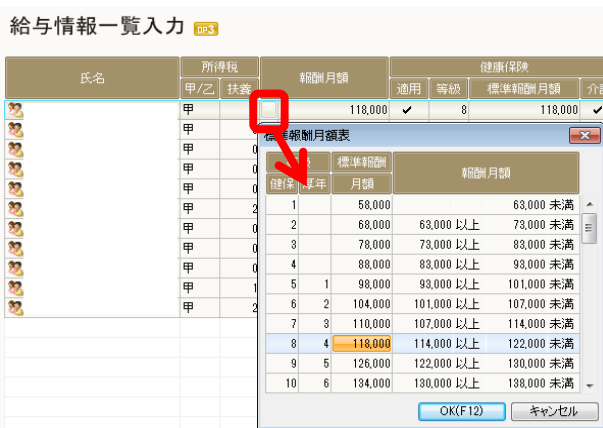 給与情報一覧入力 DP3
氏名 所得税 報酬月額 健康保険
甲/乙 扶養 適用 等級 標準報酬月額
甲 118,000 ✔ 8 118,000 ✔
甲
甲 0
甲 0
甲 0
甲 2
甲 0
甲 0
甲 1
甲 2
標準報酬月額表
標準報酬 報酬月額
健保 厚年 月額
1 58,000 63,000 未満
2 68,000 63,000 以上 73,000 未満
3 78,000 73,000 以上 83,000 未満
4 88,000 83,000 以上 93,000 未満
5 1 98,000 93,000 以上 101,000 未満
6 2 104,000 101,000 以上 107,000 未満
7 3 110,000 107,000 以上 114,000 未満
8 4 118,000 114,000 以上 122,000 未満
9 5 126,000 122,000 以上 130,000 未満
10 6 134,000 130,000 以上 138,000 未満
OK(F12) キャンセル